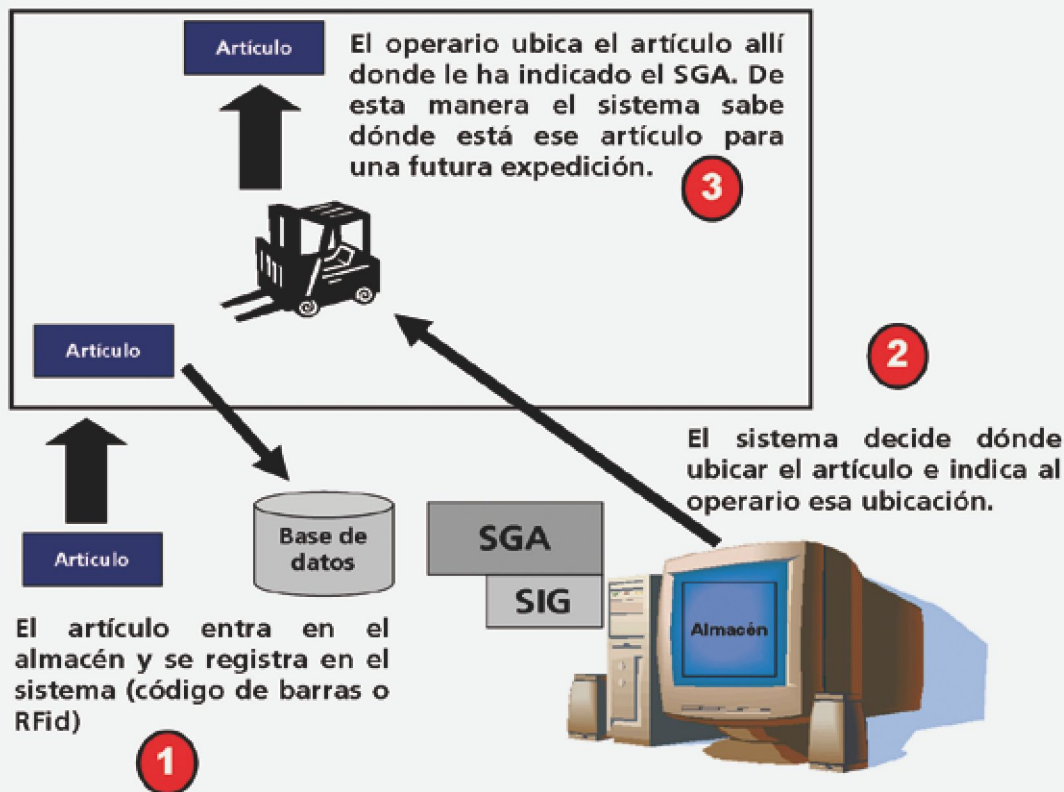 Artículo
El operario ubica el artículo allí
donde le ha indicado el SGA. De
esta manera el sistema sabe
dónde está ese artículo para
una futura expedición.
3
Artículo
2
El sistema decide dónde
ubicar el artículo e indica al
operario esa ubicación.
Artículo
Base de
datos
SGA
SIG
Almacén
El artículo entra en el
almacén y se registra en el
sistema (código de barras o
RFid)
1